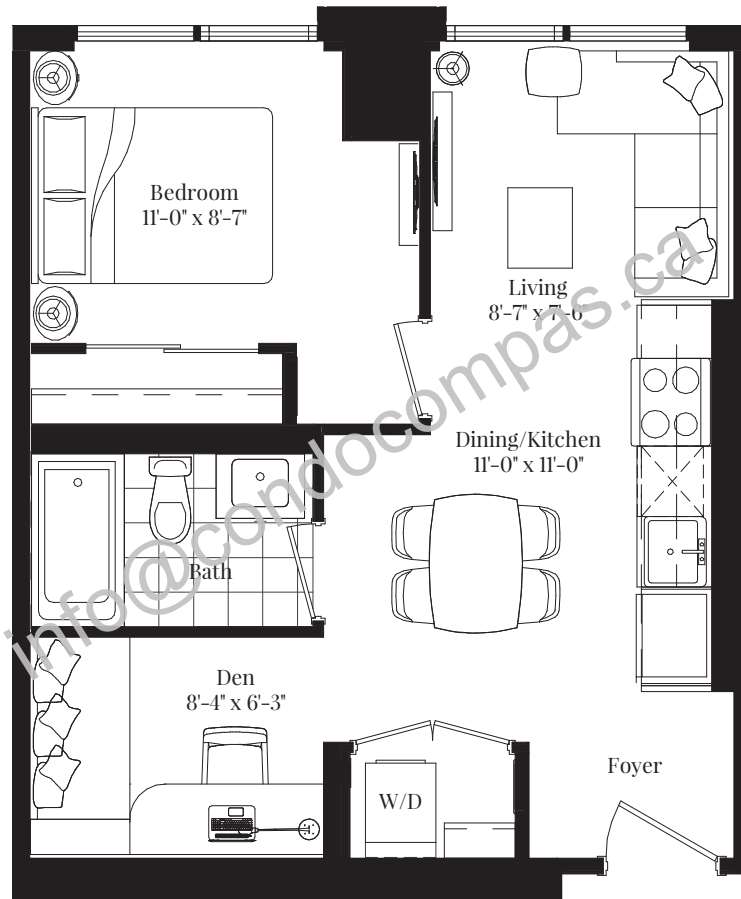 Bedroom
11'-0" x 8'-7"
Living
8'-7" x 7'-6"
Dining/Kitchen
11'-0" x 11'-0"
Bath
Den
8'-4" x 6'-3"
Foyer
W/D
info@condocompas.ca